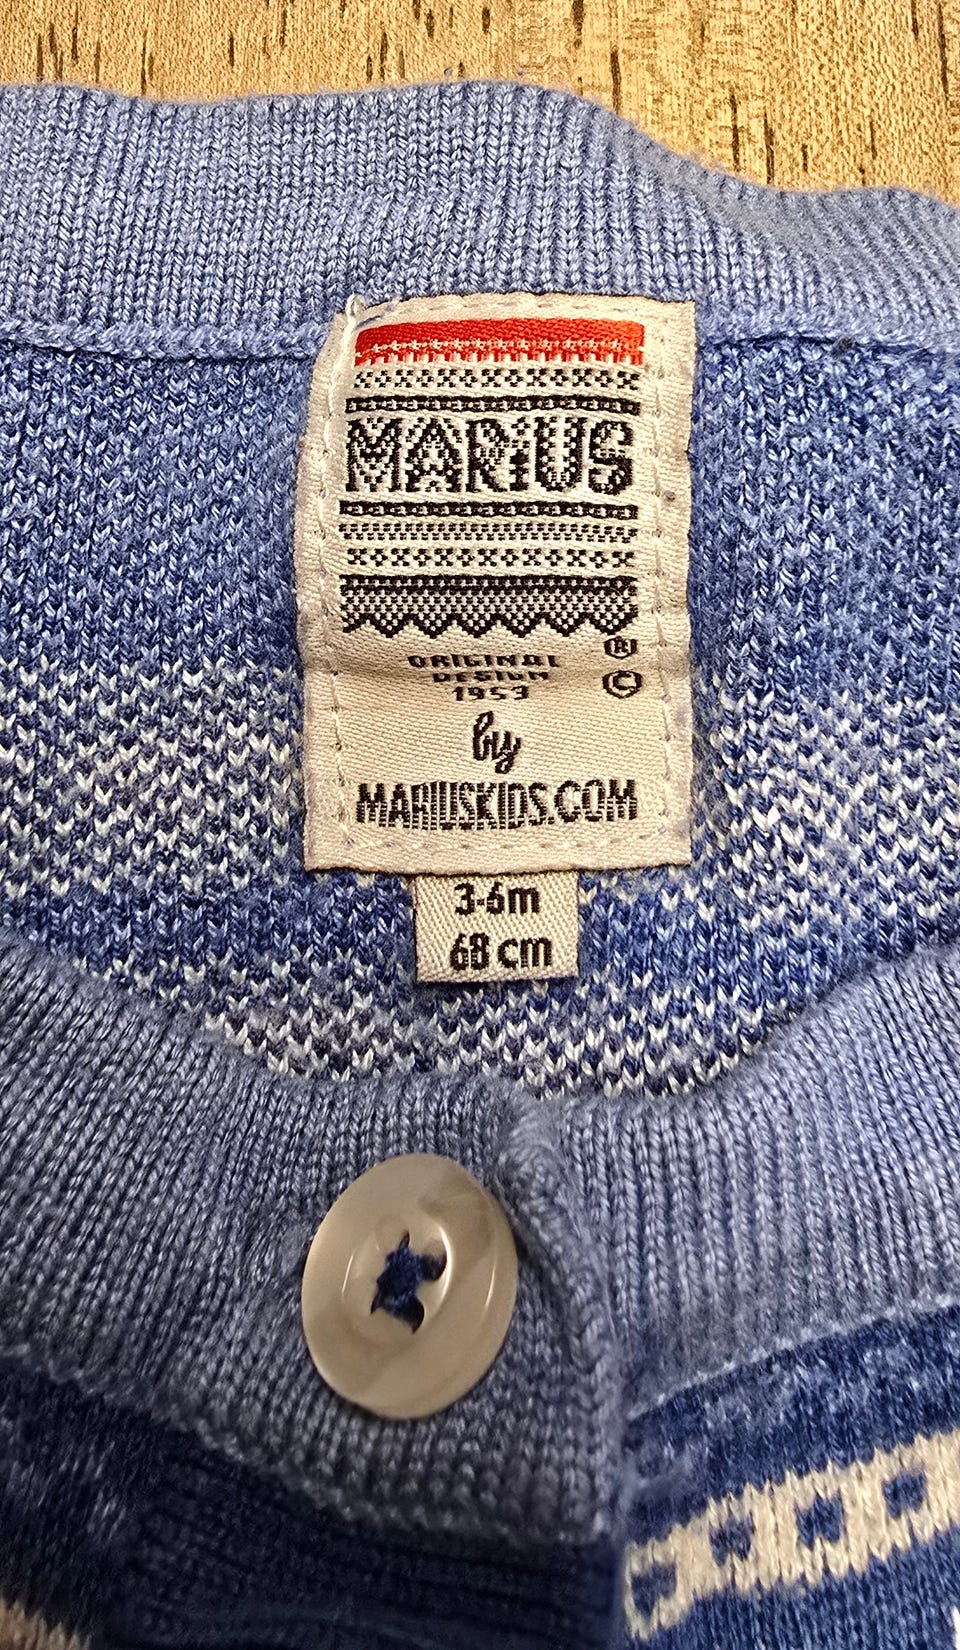 MARiUS
®
ORIGINAL
DESIGN
©
1953
by
MARIUSKIDS.COM
3-6m
68 cm